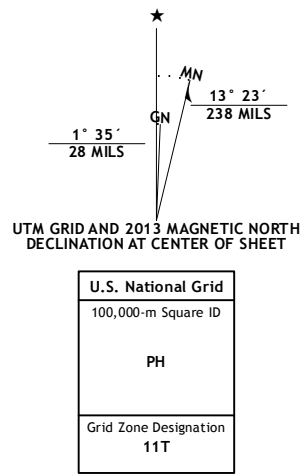 ★
MN
GN
13° 23´
238 MILS
1° 35´
28 MILS
UTM GRID AND 2013 MAGNETIC NORTH
DECLINATION AT CENTER OF SHEET
U.S. National Grid
100,000-m Square ID
PH
Grid Zone Designation
11T